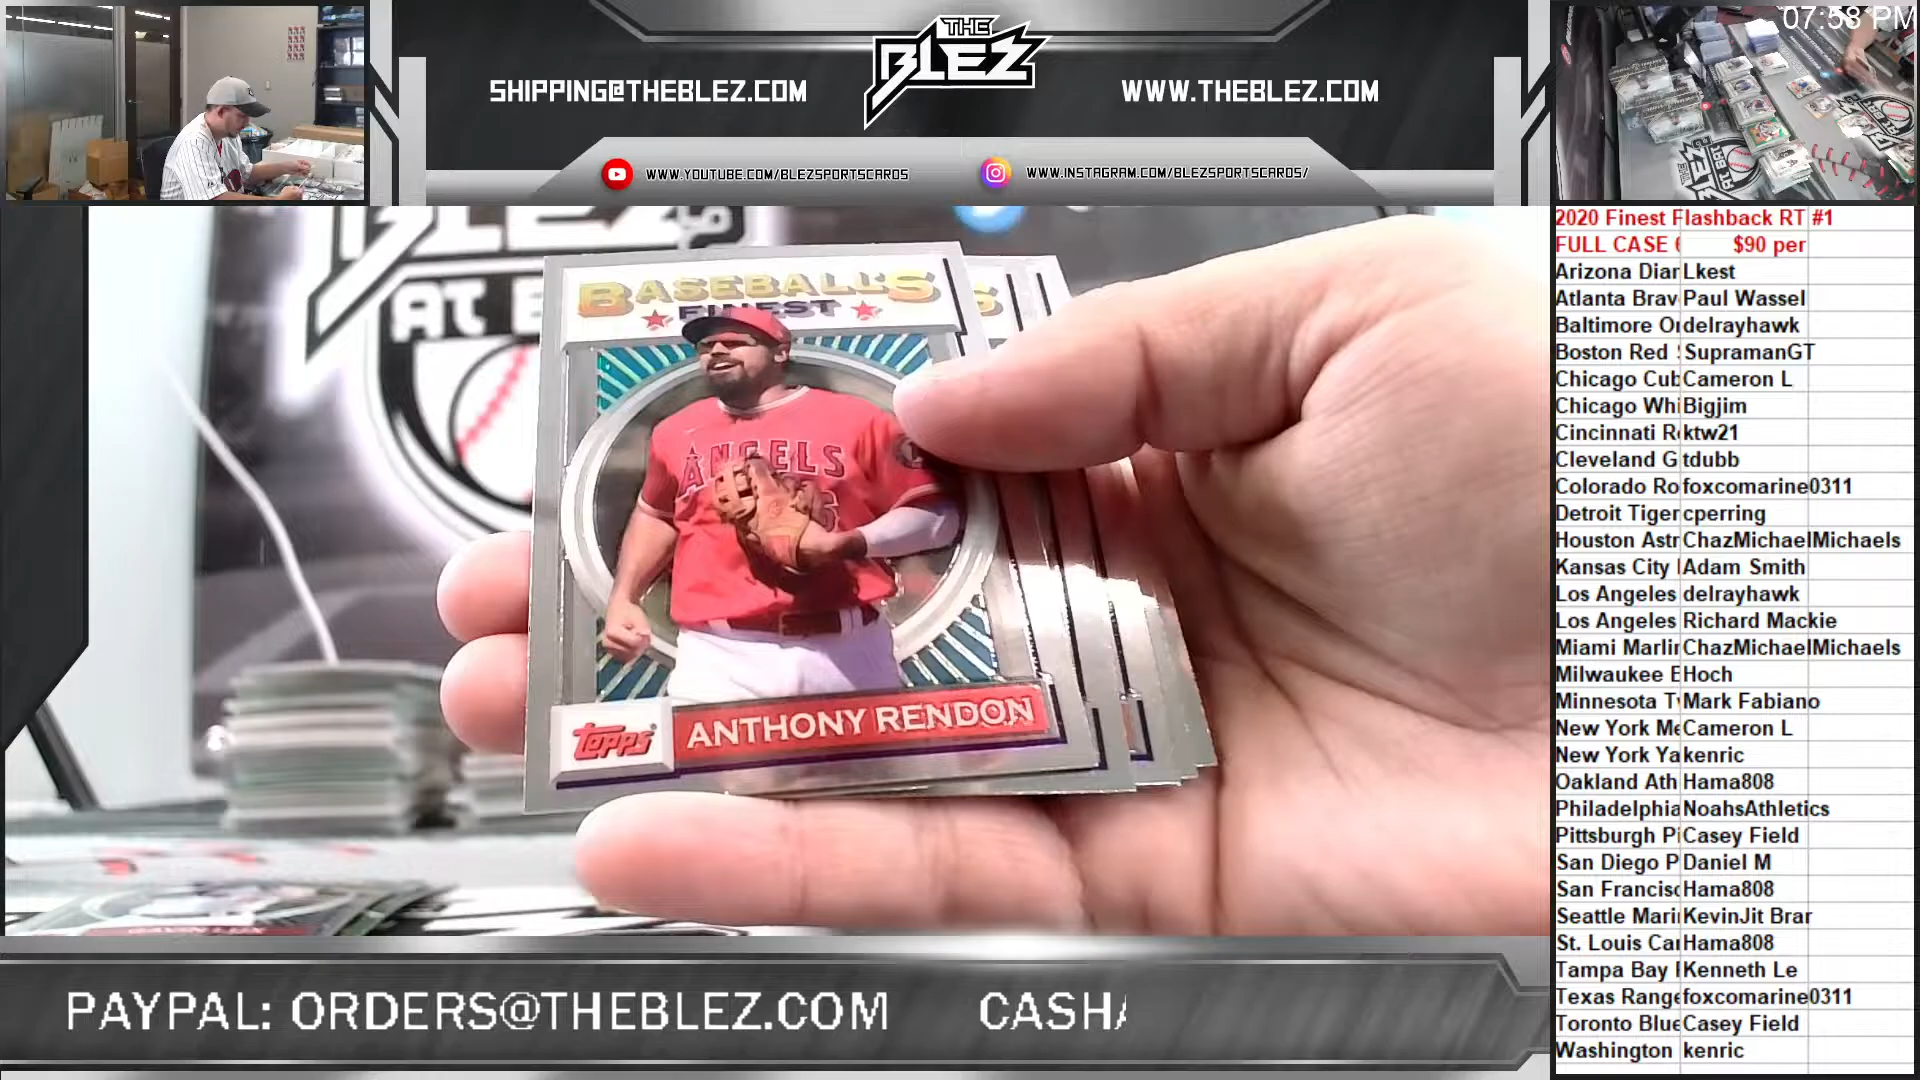 07:58 PM
THE
BLEZ
SHIPPING@THEBLEZ.COM
WWW.THEBLEZ.COM
WWW.YOUTUBE.COM/BLEZSPORTSCARDS
WWW.INSTAGRAM.COM/BLEZSPORTSCARDS/
BLEZ
AT B
BASEBALL'S
FINEST
ANGELS
TOPPS
ANTHONY RENDON
2020 Finest Flashback RT #1
FULL CASE $90 per
Arizona Diar Lkest
Atlanta Brav Paul Wassel
Baltimore Or delrayhawk
Boston Red SupramanGT
Chicago Cub Cameron L
Chicago Whi Bigjim
Cincinnati R ktw21
Cleveland G tdubb
Colorado Ro foxcomarine0311
Detroit Tiger cperring
Houston Astr ChazMichaelMichaels
Kansas City Adam Smith
Los Angeles delrayhawk
Los Angeles Richard Mackie
Miami Marlin ChazMichaelMichaels
Milwaukee B Hoch
Minnesota Tw Mark Fabiano
New York Me Cameron L
New York Ya kenric
Oakland Ath Hama808
Philadelphia NoahsAthletics
Pittsburgh Pi Casey Field
San Diego P Daniel M
San Francisc Hama808
Seattle Mari KevinJit Brar
St. Louis Car Hama808
Tampa Bay Kenneth Le
Texas Range foxcomarine0311
Toronto Blue Casey Field
Washington kenric
PAYPAL: ORDERS@THEBLEZ.COM CASHA